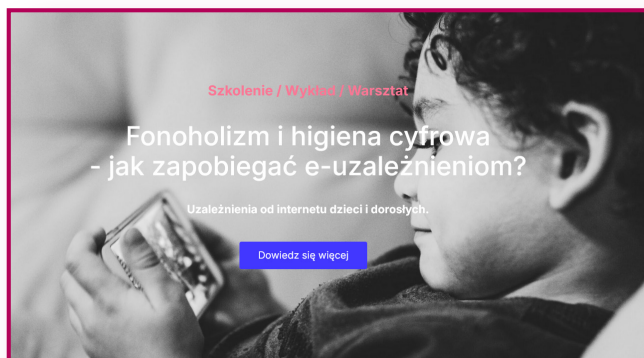 Szkolenie / Wykład / Warsztat
Fonoholizm i higiena cyfrowa
- jak zapobiegać e-uzależnieniom?
Uzależnienia od internetu dzieci i dorosłych.
Dowiedz się więcej